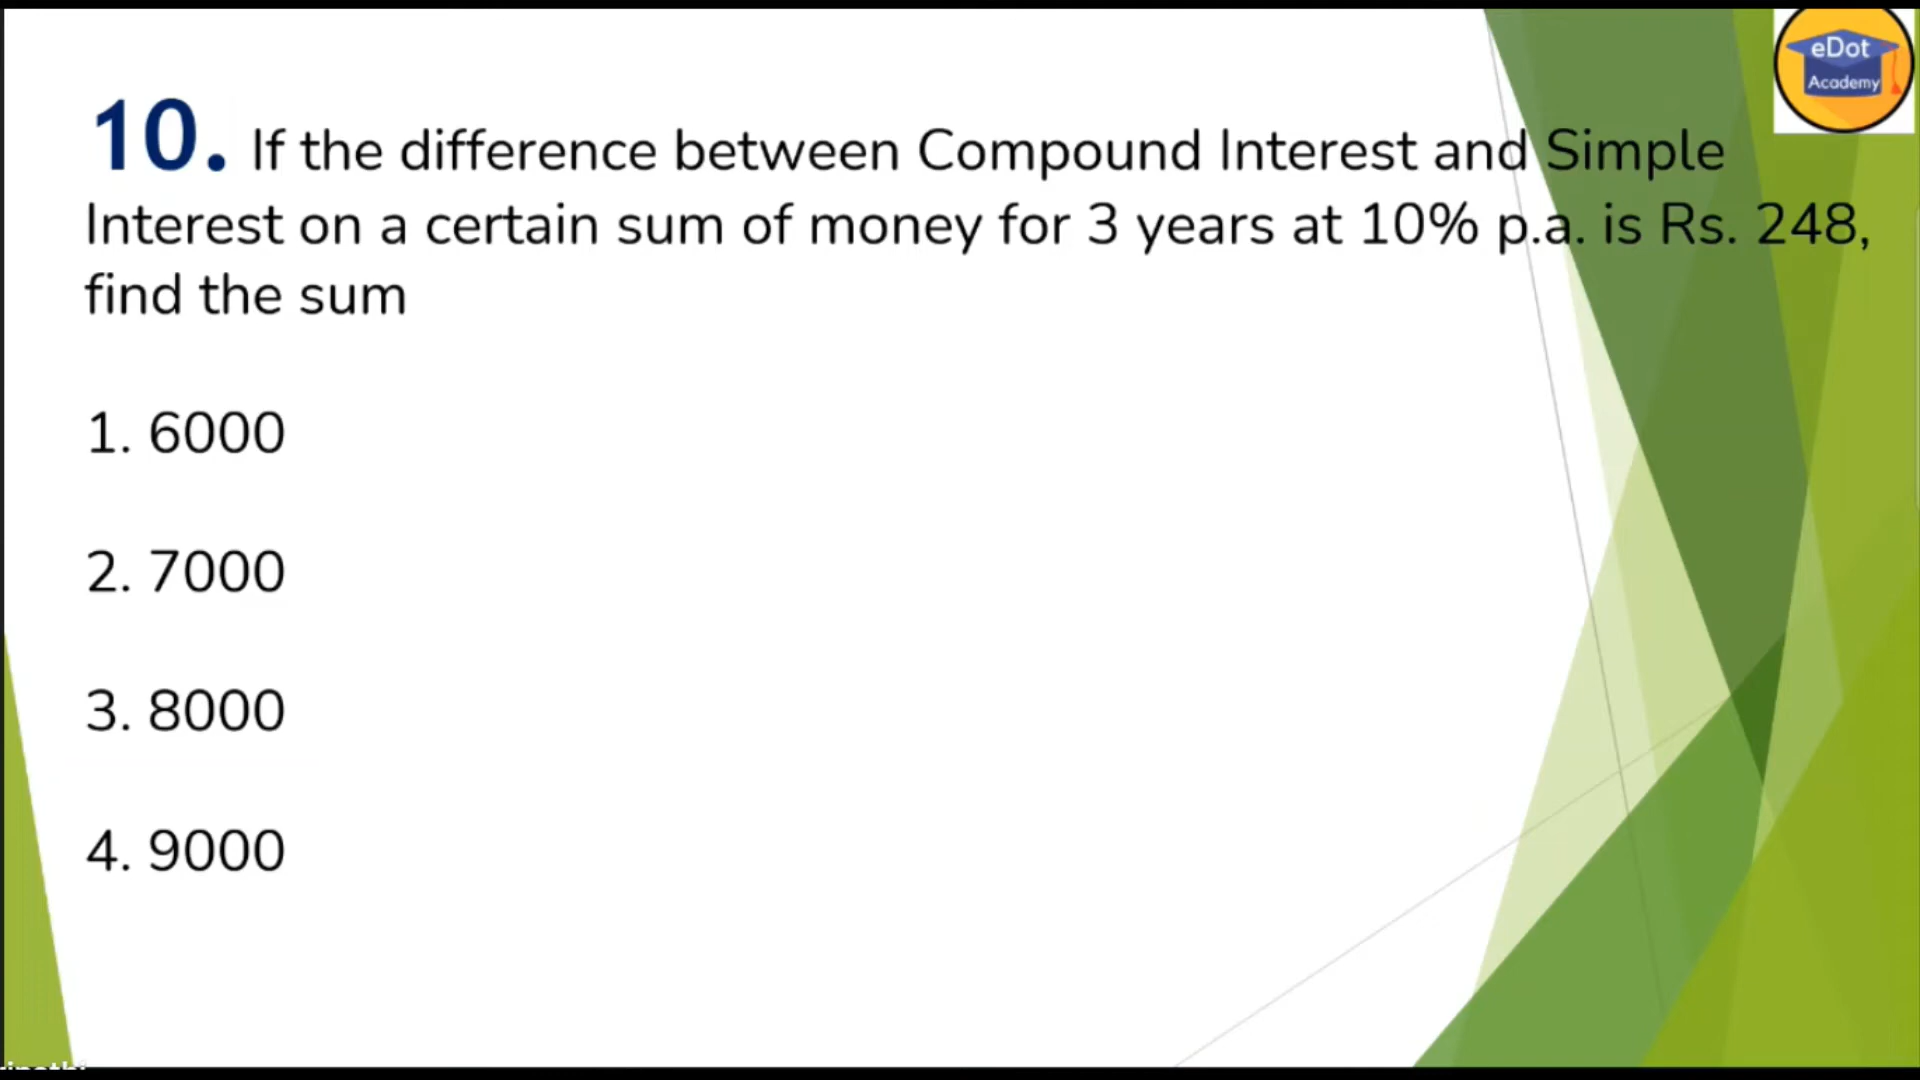 eDot
Academy
10. If the difference between Compound Interest and Simple
Interest on a certain sum of money for 3 years at 10% p.a. is Rs. 248,
find the sum
1. 6000
2. 7000
3. 8000
4. 9000